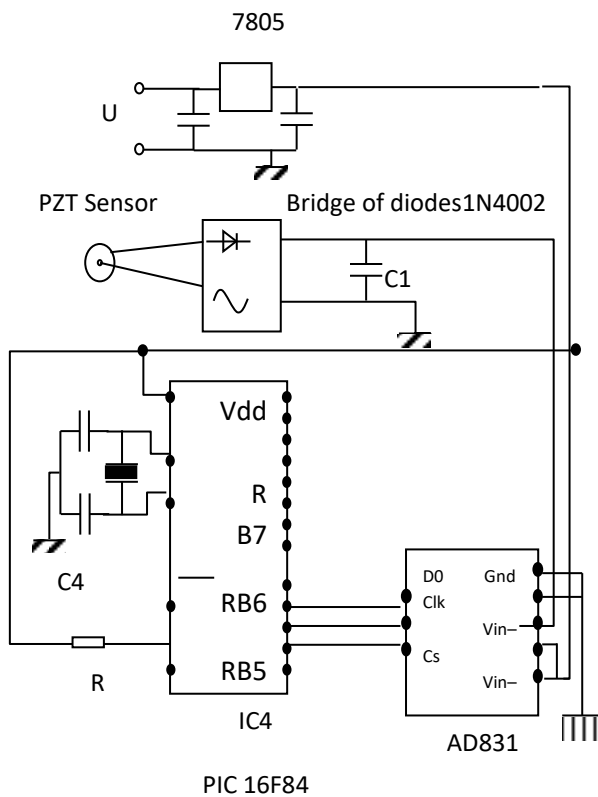 7805
U
PZT Sensor
Bridge of diodes1N4002
C1
Vdd
R
B7
C4
RB6
RB5
R
IC4
D0
Gnd
Clk
Vin–
Cs
Vin–
AD831
PIC 16F84